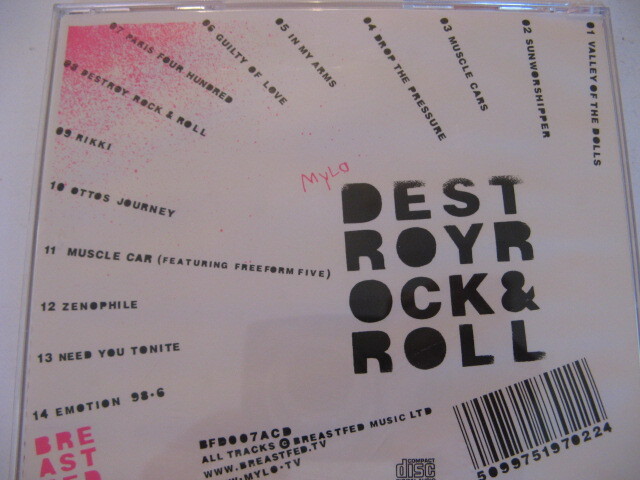 01 VALLEY OF THE DOLLS
02 SUNWORSHIPPER
03 MUSCLE CARS
04 DROP THE PRESSURE
05 IN MY ARMS
06 GUILTY OF LOVE
07 PARIS FOUR HUNDRED
08 DESTROY ROCK & ROLL
09 RIKKI
10 OTTOS JOURNEY
11 MUSCLE CAR (FEATURING FREEFORM FIVE)
12 ZENOPHILE
13 NEED YOU TONITE
14 EMOTION 98.6
MYLO
DEST
ROYR
OCK&
ROLL
BRE
AST
FED
BFD007ACD
ALL TRACKS © BREASTFED MUSIC LTD
WWW.BREASTFED.TV
WWW.MYLO.TV
COMPACT
disc
5099751970224